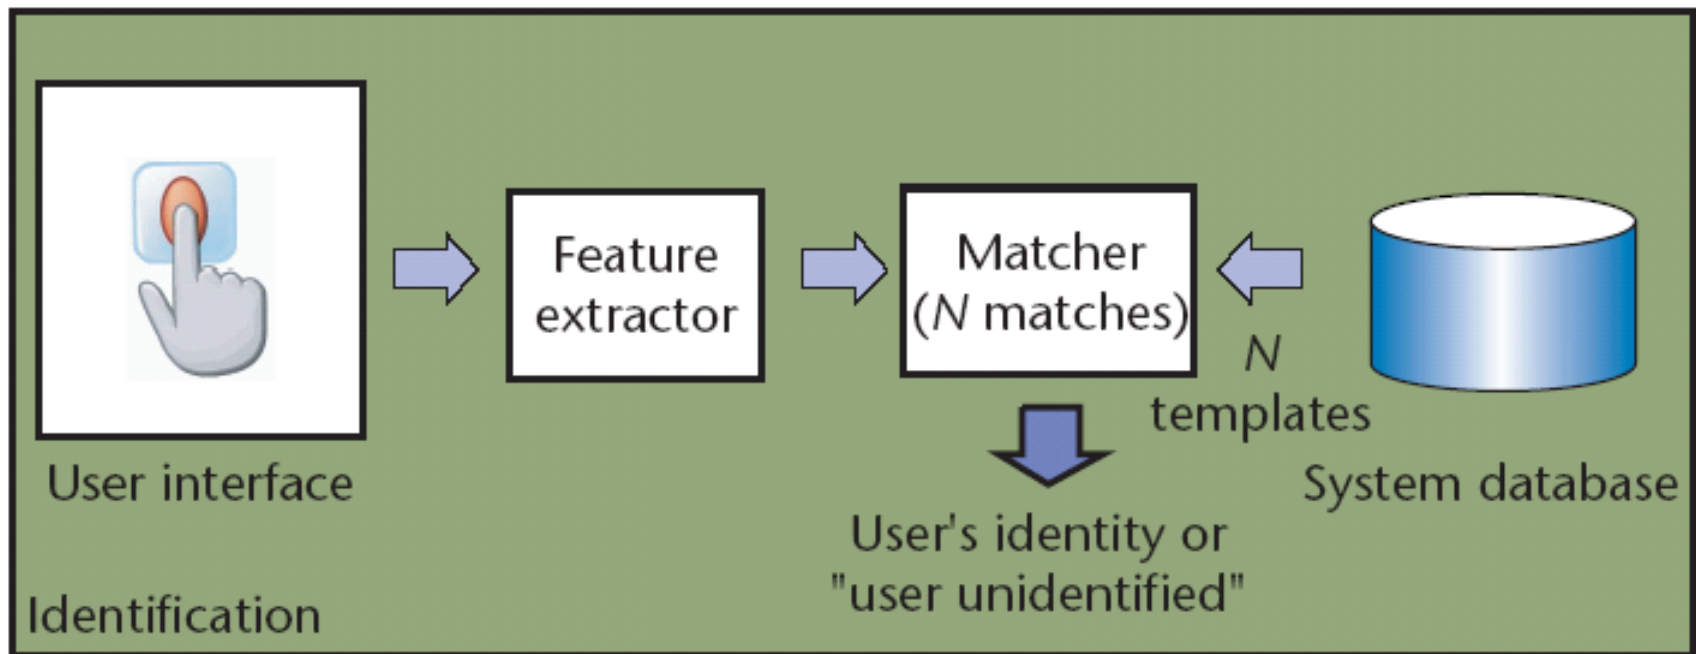 Feature
extractor
Matcher
(N matches)
N
templates
User interface
System database
User's identity or
"user unidentified"
Identification